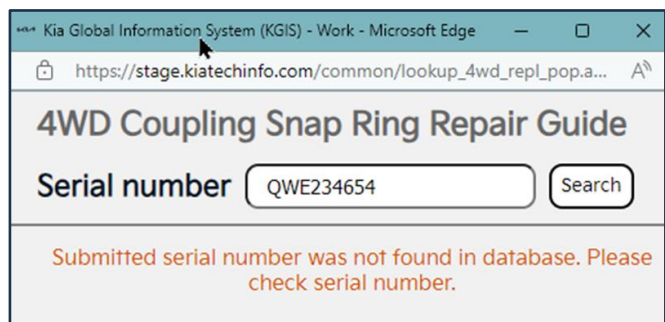 Kia Global Information System (KGIS) - Work - Microsoft Edge
https://stage.kiatechinfo.com/common/lookup_4wd_repl_pop.a...
4WD Coupling Snap Ring Repair Guide
Serial number QWE234654 Search
Submitted serial number was not found in database. Please
check serial number.